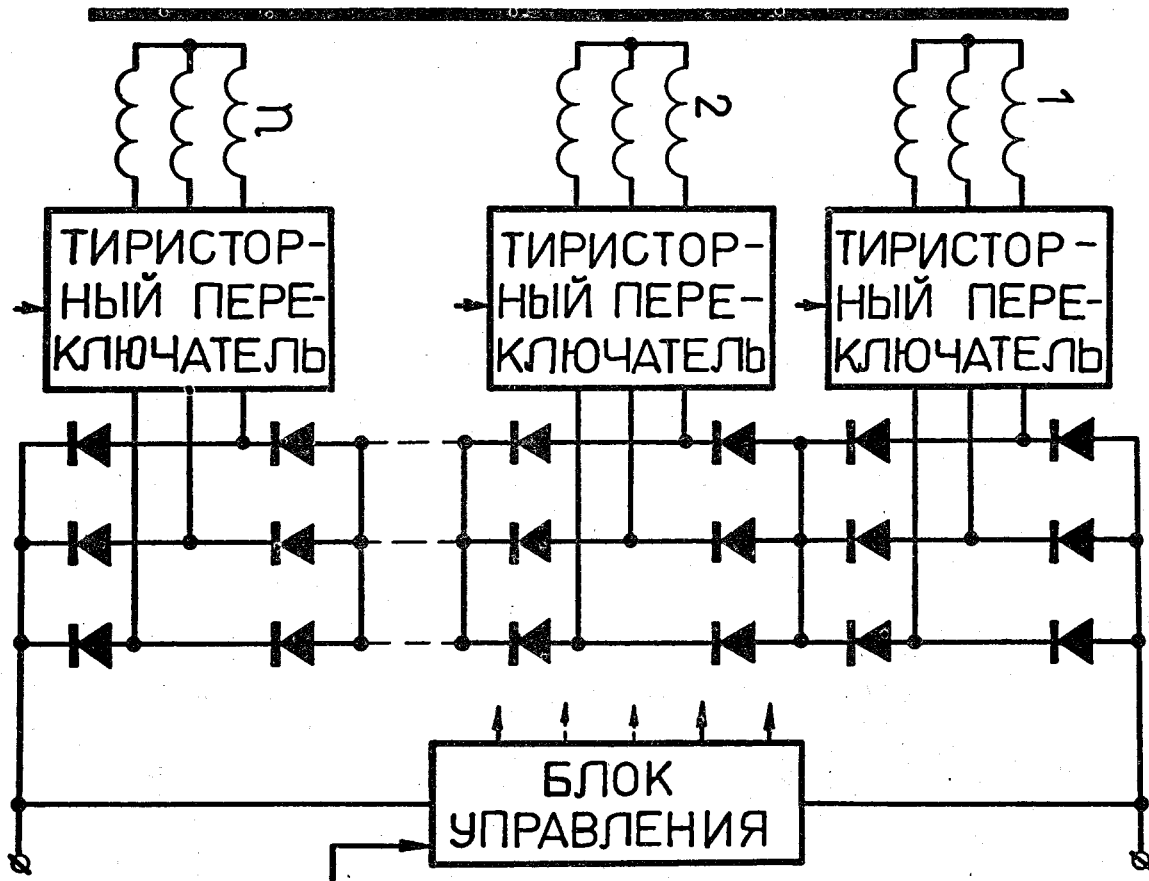 n
2
1
ТИРИСТОР-
НЫЙ ПЕРЕ-
КЛЮЧАТЕЛЬ
ТИРИСТОР-
НЫЙ ПЕРЕ-
КЛЮЧАТЕЛЬ
ТИРИСТОР-
НЫЙ ПЕРЕ-
КЛЮЧАТЕЛЬ
БЛОК
УПРАВЛЕНИЯ